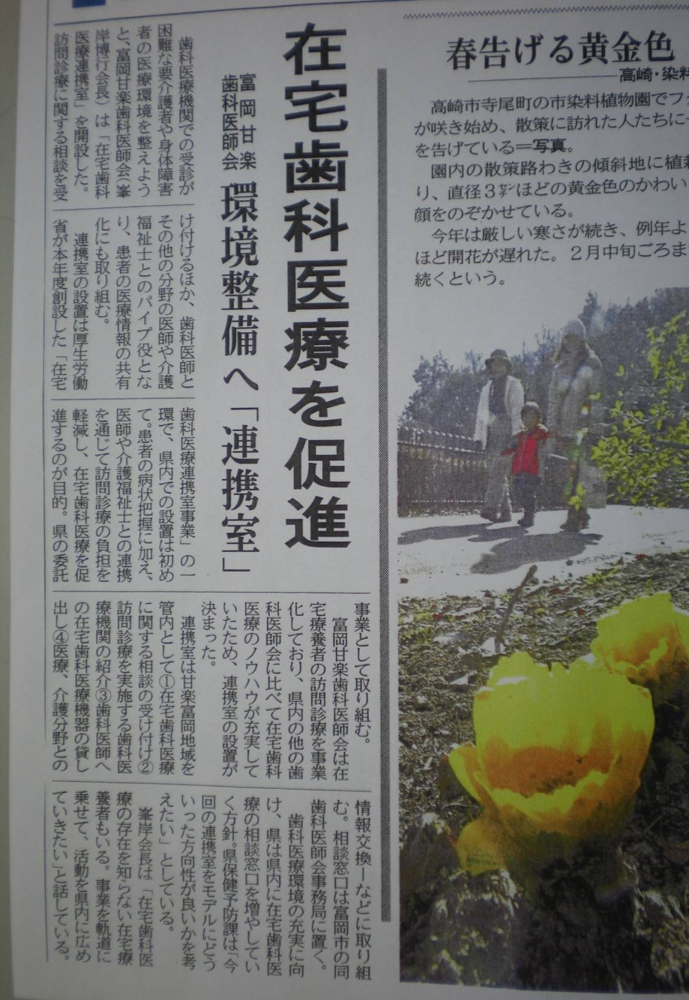 在宅歯科医療を促進
富岡甘楽
歯科医師会
環境整備へ「連携室」
歯科医療機関での受診が
困難な要介護者や身体障害
者の医療環境を整えよう
と、富岡甘楽歯科医師会(峯
岸博行会長)は「在宅歯科
医療連携室」を開設した。
訪問診療に関する相談を受
け付けるほか、歯科医師と
その他の分野の医師や介護
福祉士とのパイプ役とな
り、患者の医療情報の共有
化にも取り組む。
連携室の設置は厚生労働
省が本年度創設した「在宅
歯科医療連携室事業」の一
環で、県内での設置は初め
て。患者の病状把握に加え、
医師や介護福祉士との連携
を通じて訪問診療の負担を
軽減し、在宅歯科医療を促
進するのが目的。県の委託
事業として取り組む。
富岡甘楽歯科医師会は在
宅療養者の訪問診療を事業
化しており、県内の他の歯
科医師会に比べて在宅歯科
医療のノウハウが充実して
いたため、連携室の設置が
決まった。
連携室は甘楽富岡地域を
管内として①在宅歯科医療
に関する相談の受け付け②
訪問診療を実施する歯科医
療機関の紹介③歯科医師へ
の在宅歯科医療機器の貸し
出し④医療、介護分野との
情報交換ーなどに取り組
む。相談窓口は富岡市の同
歯科医師会事務局に置く。
歯科医療環境の充実に向
け、県は県内に在宅歯科医
療の相談窓口を増やしてい
く方針。県保健予防課は「今
回の連携室をモデルにどう
いった方向性が良いかを考
えたい」としている。
峯岸会長は「在宅歯科医
療の存在を知らない在宅療
養者もいる。事業を軌道に
乗せて、活動を県内に広め
ていきたい」と話している。
春告げる黄金色
高崎・染料
高崎市寺尾町の市染料植物園でフク
が咲き始め、散策に訪れた人たちに一
を告げている＝写真。
園内の散策路わきの傾斜地に植栽
り、直径３㌢ほどの黄金色のかわい
顔をのぞかせている。
今年は厳しい寒さが続き、例年よ
ほど開花が遅れた。２月中旬ごろま
続くという。